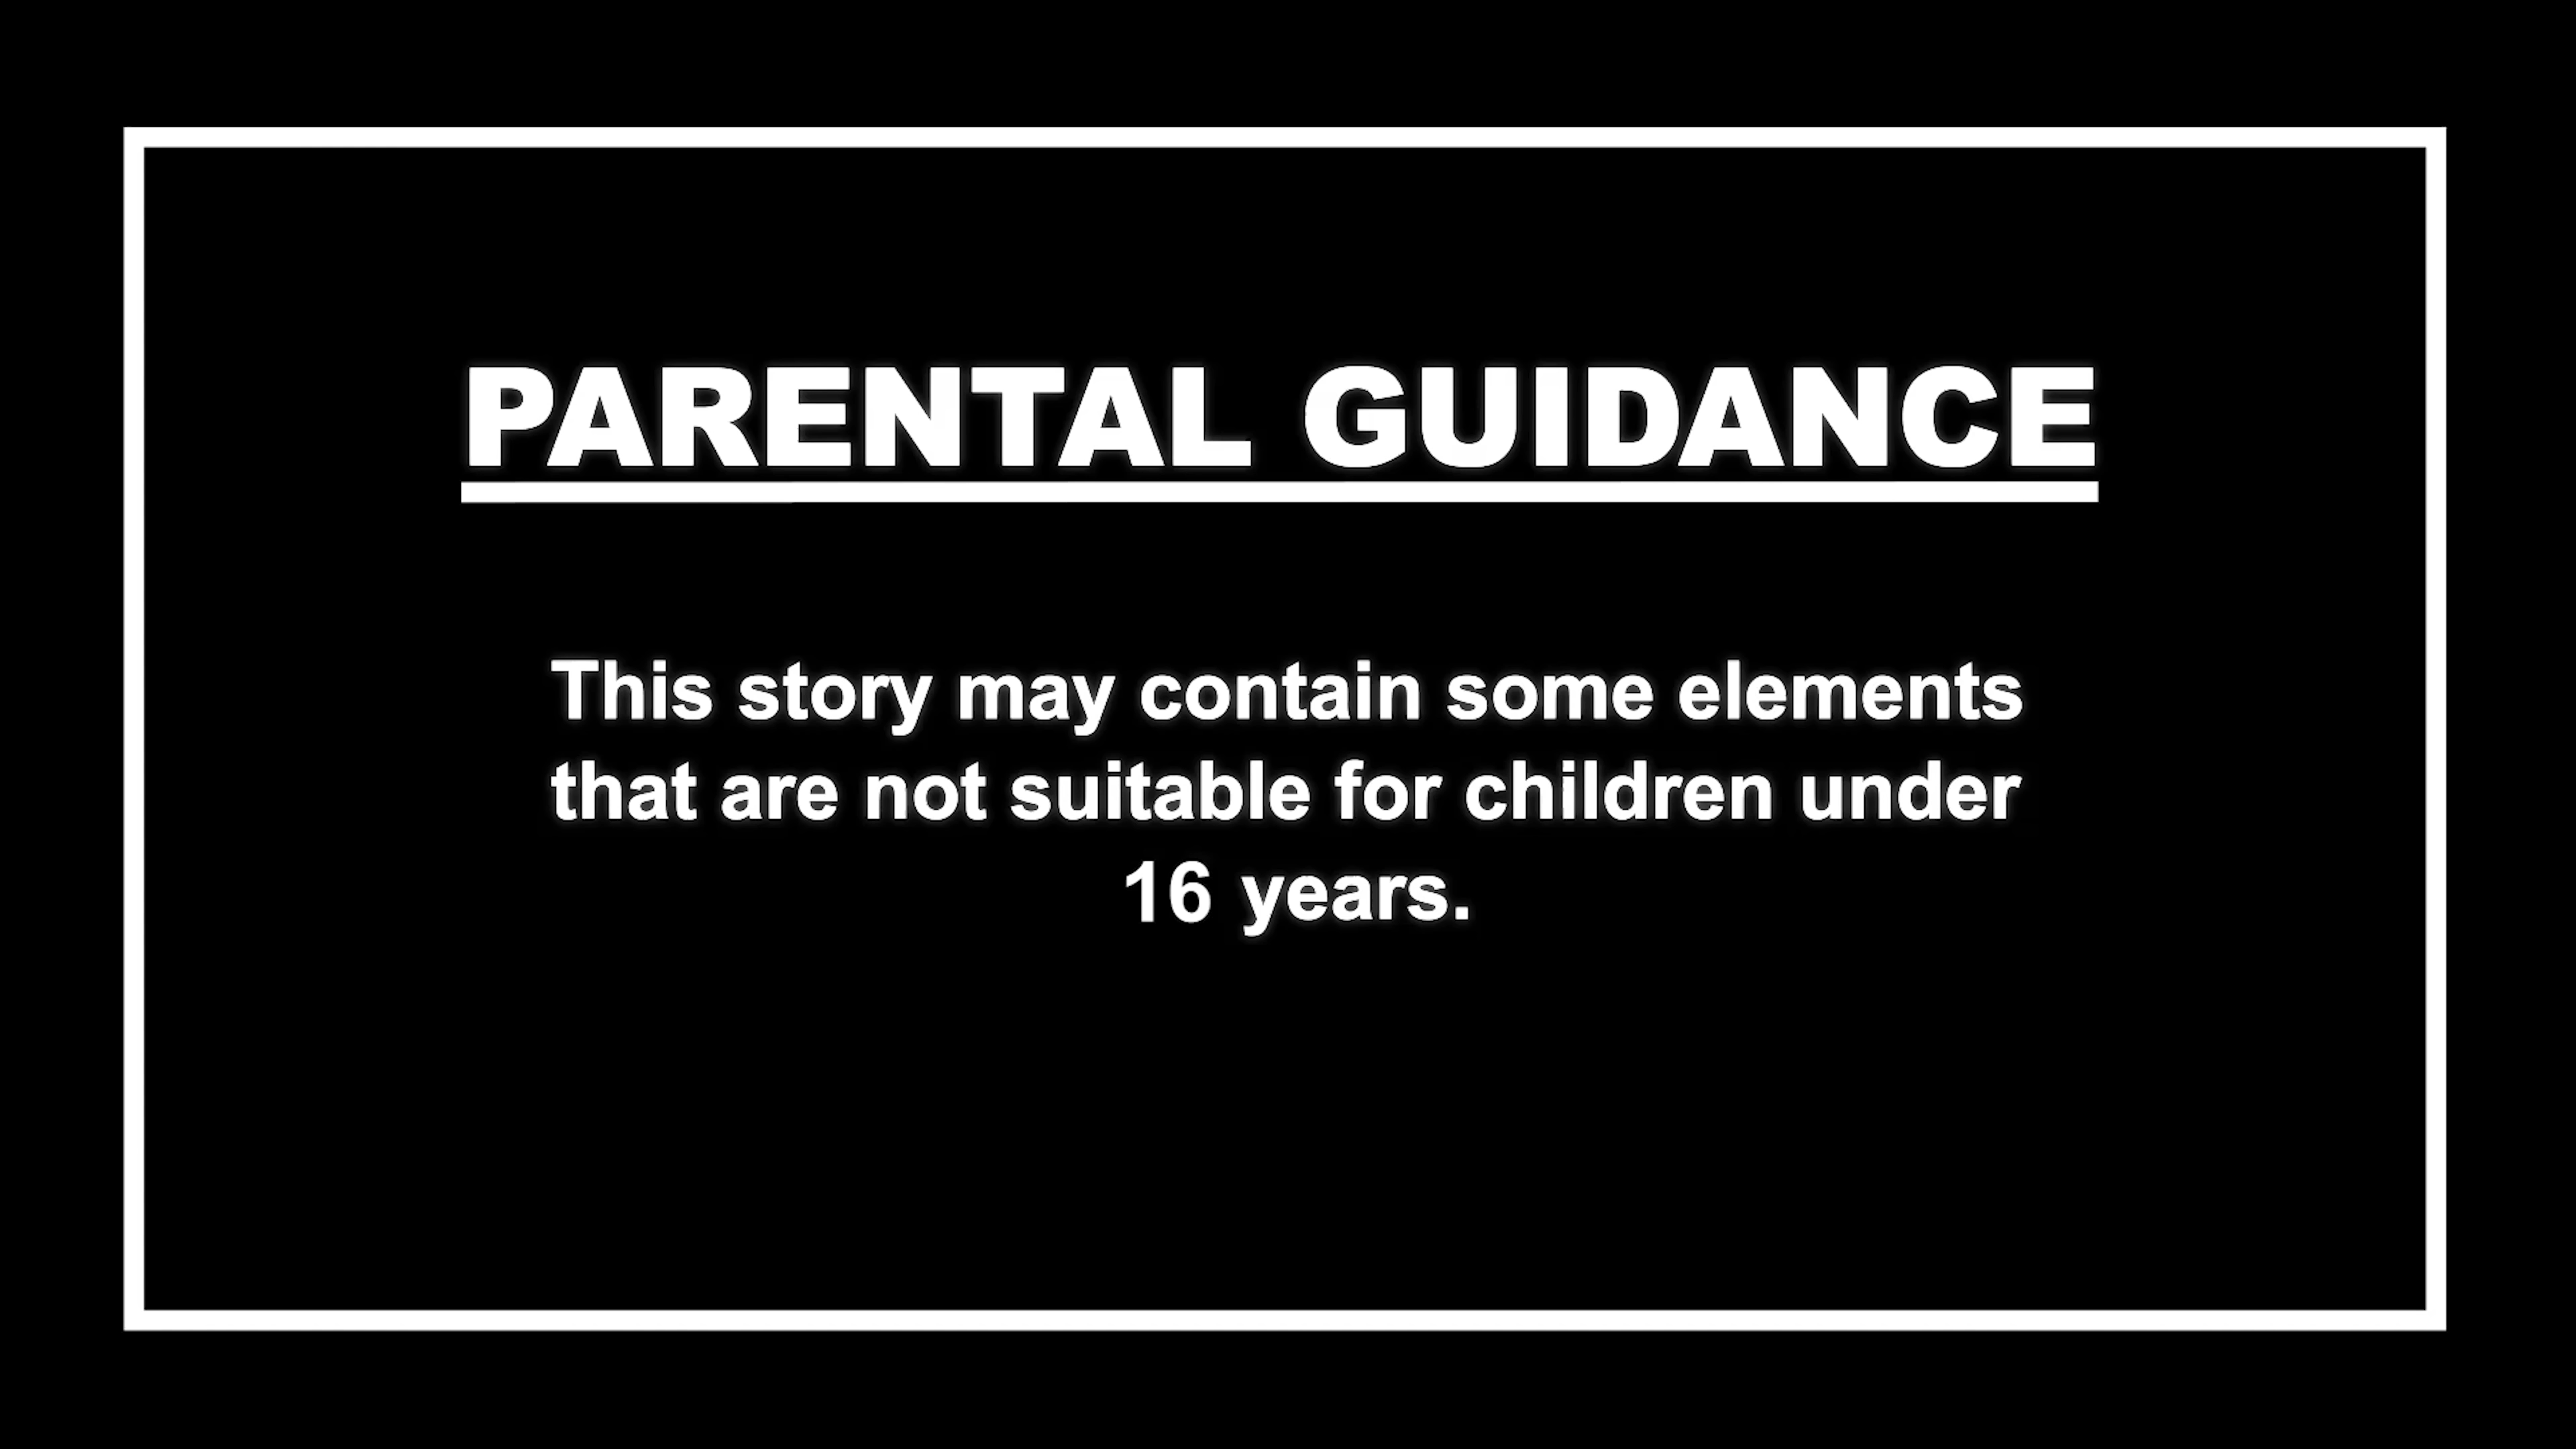 PARENTAL GUIDANCE
This story may contain some elements
that are not suitable for children under
16 years.